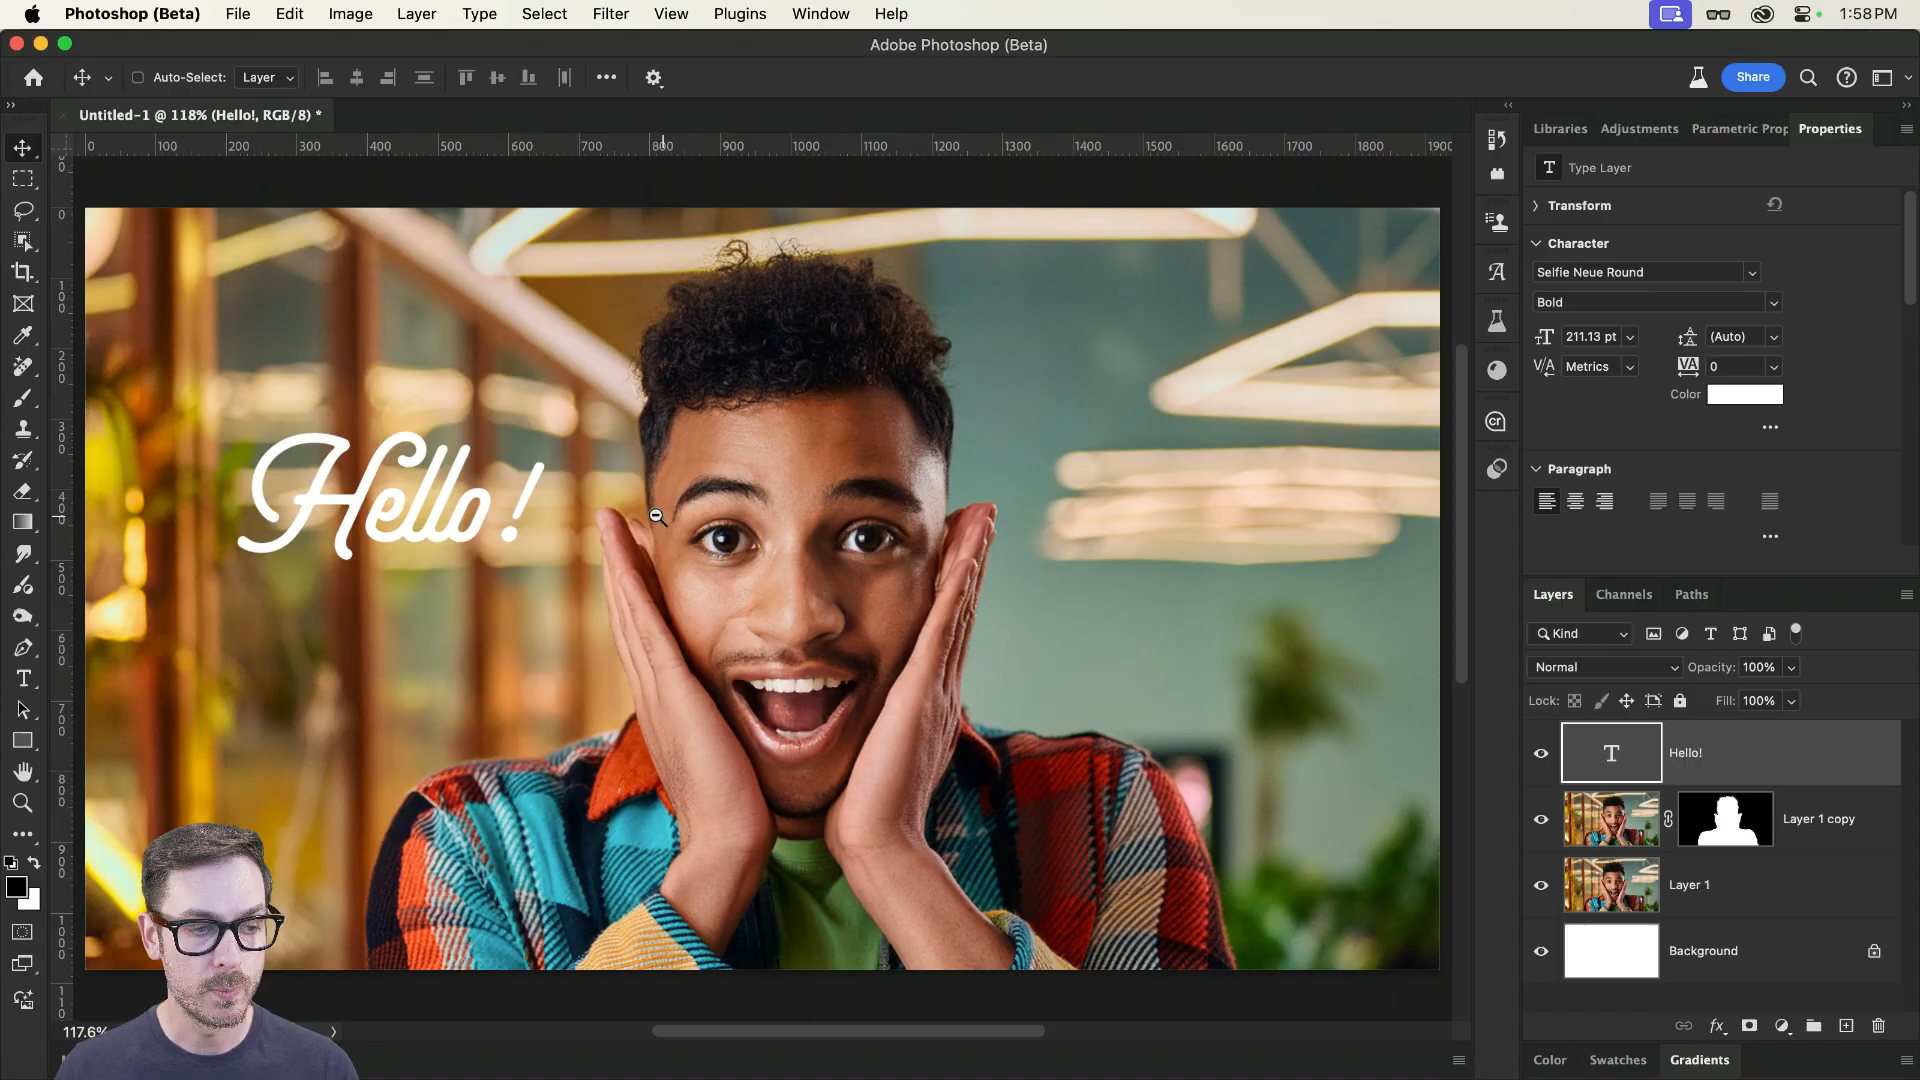 Photoshop (Beta) File Edit Image Layer Type Select Filter View Plugins Window Help 1:58 PM
Adobe Photoshop (Beta)
Auto-Select: Layer Share
Untitled-1 @ 118% (Hello!, RGB/8) *
Libraries Adjustments Parametric Prop Properties
0 100 200 300 400 500 600 700 800 900 1000 1100 1200 1300 1400 1500 1600 1700 1800 1900
T Type Layer
Transform
Character
Selfie Neue Round
Bold
211.13 pt (Auto)
Metrics 0
Color
Paragraph
Hello!
Layers Channels Paths
Kind
Normal Opacity: 100%
Lock: Fill: 100%
T Hello!
Layer 1 copy
Layer 1
Background
117.6%
Color Swatches Gradients